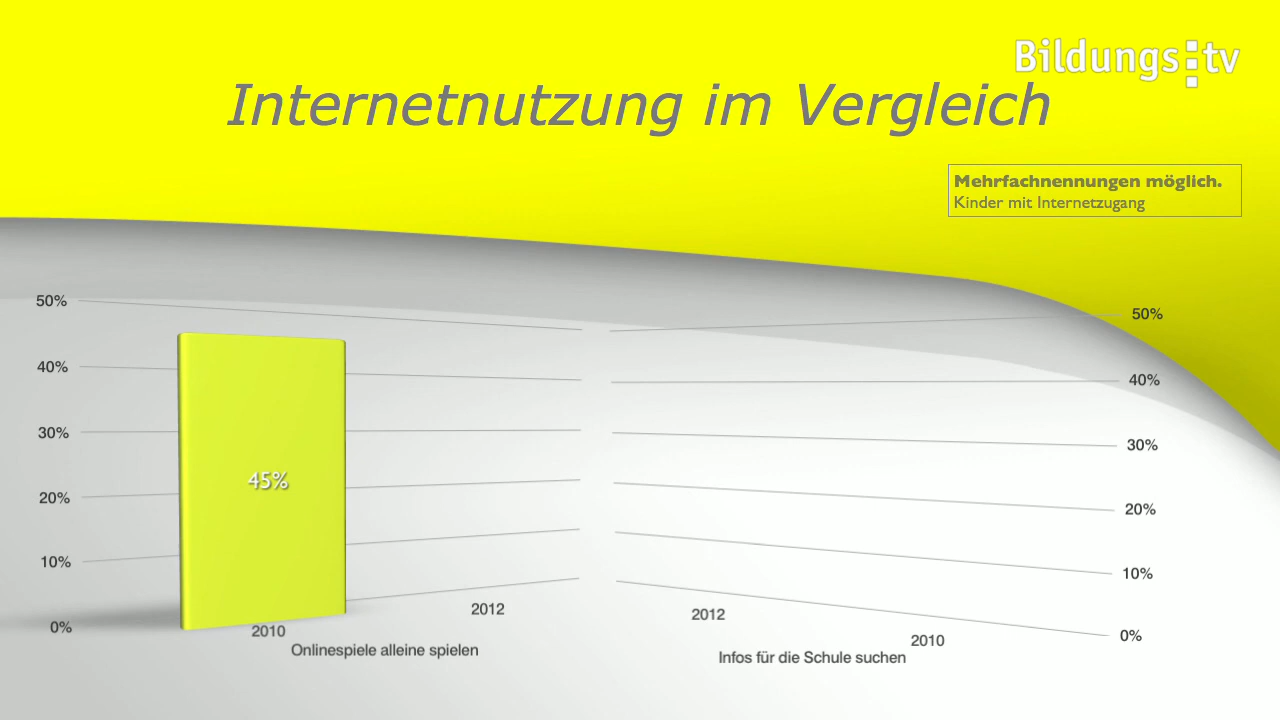 Bildungs:tv
Internetnutzung im Vergleich
Mehrfachnennungen möglich.
Kinder mit Internetzugang
50%
40%
30%
20%
10%
0%
45%
2010
2012
Onlinespiele alleine spielen
50%
40%
30%
20%
10%
0%
2012
2010
Infos für die Schule suchen